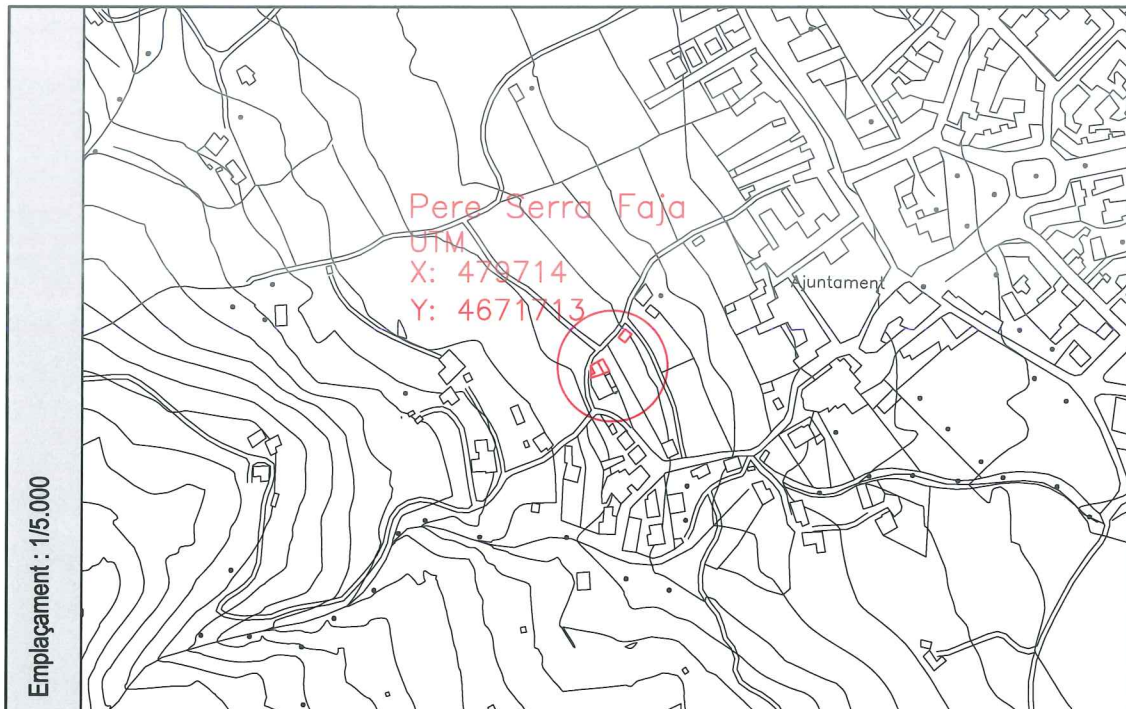 Emplaçament : 1/5.000
Pere Serra Faja
UTM
X: 479714
Y: 4671713
Ajuntament